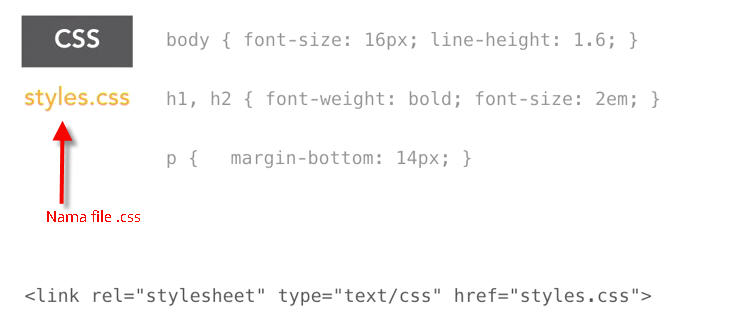 CSS
body { font-size: 16px; line-height: 1.6; }
styles.css
h1, h2 { font-weight: bold; font-size: 2em; }
p {   margin-bottom: 14px; }
Nama file .css
<link rel="stylesheet" type="text/css" href="styles.css">